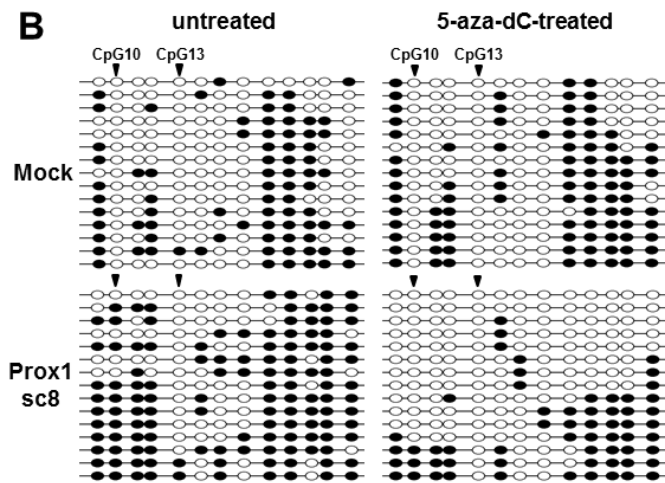 B
untreated
5-aza-dC-treated
CpG10 CpG13
CpG10 CpG13
Mock
Prox1
sc8